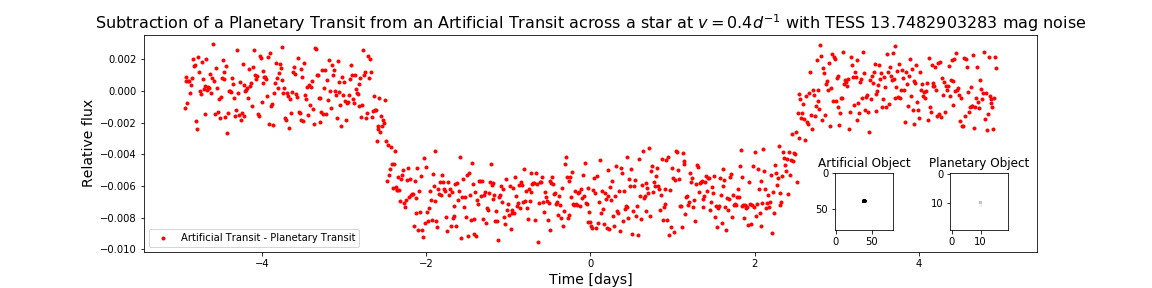 Subtraction of a Planetary Transit from an Artificial Transit across a star at v = 0.4d⁻¹ with TESS 13.7482903283 mag noise
Relative flux
0.002
0.000
−0.002
−0.004
−0.006
−0.008
−0.010
Artificial Transit - Planetary Transit
Artificial Object
0
50
0 50
Planetary Object
0
10
0 10
−4 −2 0 2 4
Time [days]